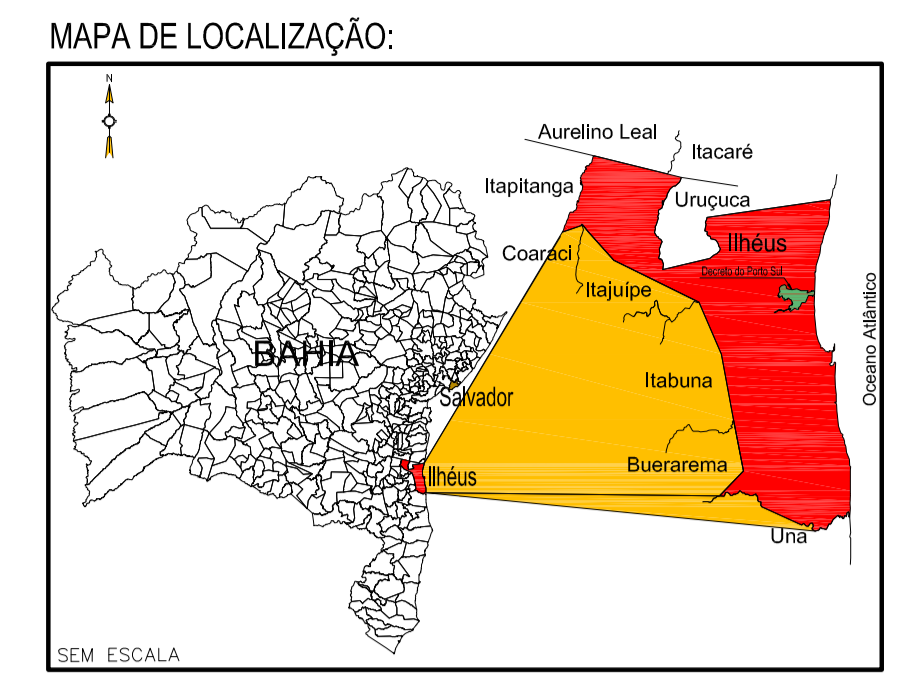 MAPA DE LOCALIZAÇÃO:
N
Aurelino Leal
Itacaré
Itapitanga
Uruçuca
Ilhéus
Coaraci
Decreto do Porto Sul
Itajuípe
Oceano Atlântico
BAHIA
Itabuna
Salvador
Buerarema
Ilhéus
Una
SEM ESCALA